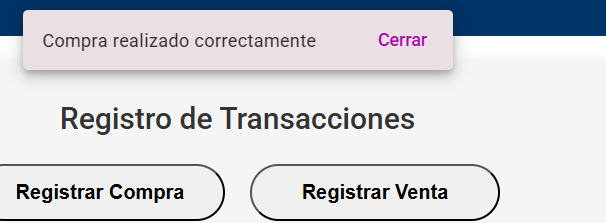 Compra realizado correctamente Cerrar
Registro de Transacciones
Registrar Compra Registrar Venta